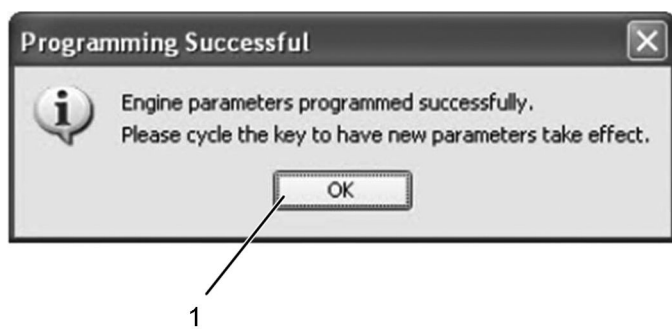 Programming Successful
Engine parameters programmed successfully.
Please cycle the key to have new parameters take effect.
OK
1